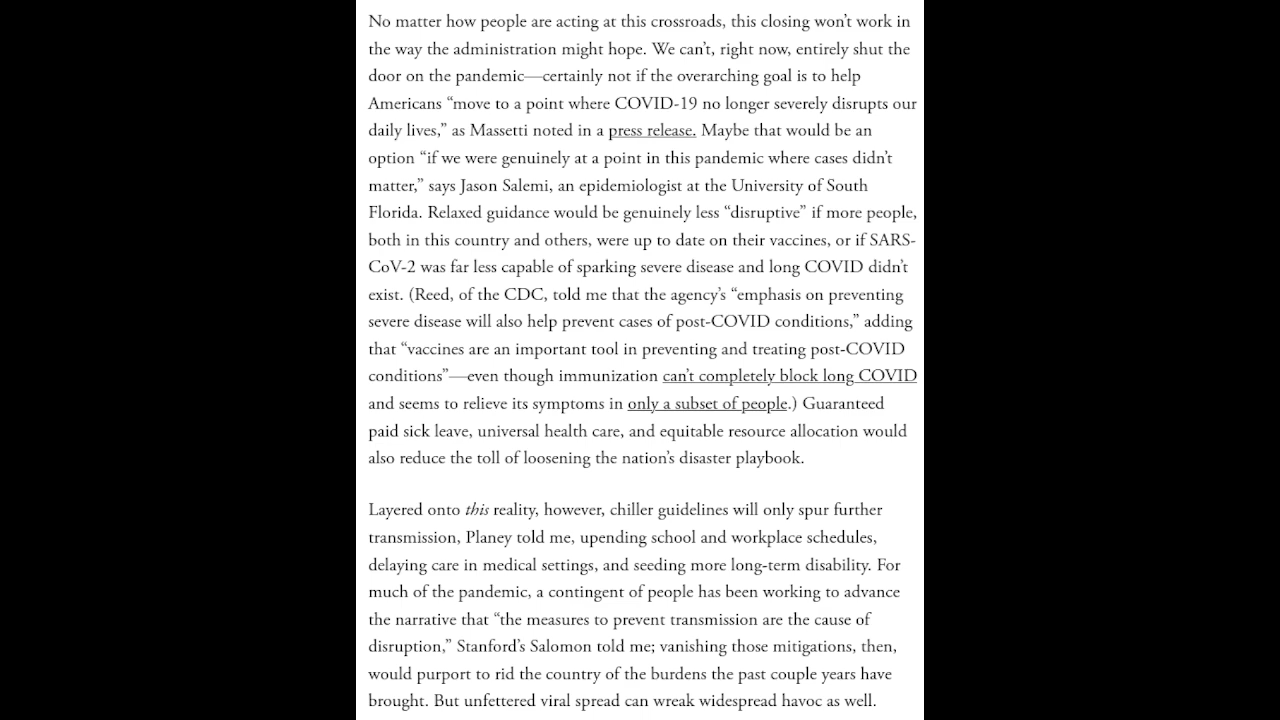 No matter how people are acting at this crossroads, this closing won’t work in
the way the administration might hope. We can’t, right now, entirely shut the
door on the pandemic—certainly not if the overarching goal is to help
Americans “move to a point where COVID-19 no longer severely disrupts our
daily lives,” as Massetti noted in a press release. Maybe that would be an
option “if we were genuinely at a point in this pandemic where cases didn’t
matter,” says Jason Salemi, an epidemiologist at the University of South
Florida. Relaxed guidance would be genuinely less “disruptive” if more people,
both in this country and others, were up to date on their vaccines, or if SARS-
CoV-2 was far less capable of sparking severe disease and long COVID didn’t
exist. (Reed, of the CDC, told me that the agency’s “emphasis on preventing
severe disease will also help prevent cases of post-COVID conditions,” adding
that “vaccines are an important tool in preventing and treating post-COVID
conditions”—even though immunization can’t completely block long COVID
and seems to relieve its symptoms in only a subset of people.) Guaranteed
paid sick leave, universal health care, and equitable resource allocation would
also reduce the toll of loosening the nation’s disaster playbook.
Layered onto this reality, however, chiller guidelines will only spur further
transmission, Planey told me, upending school and workplace schedules,
delaying care in medical settings, and seeding more long-term disability. For
much of the pandemic, a contingent of people has been working to advance
the narrative that “the measures to prevent transmission are the cause of
disruption,” Stanford’s Salomon told me; vanishing those mitigations, then,
would purport to rid the country of the burdens the past couple years have
brought. But unfettered viral spread can wreak widespread havoc as well.